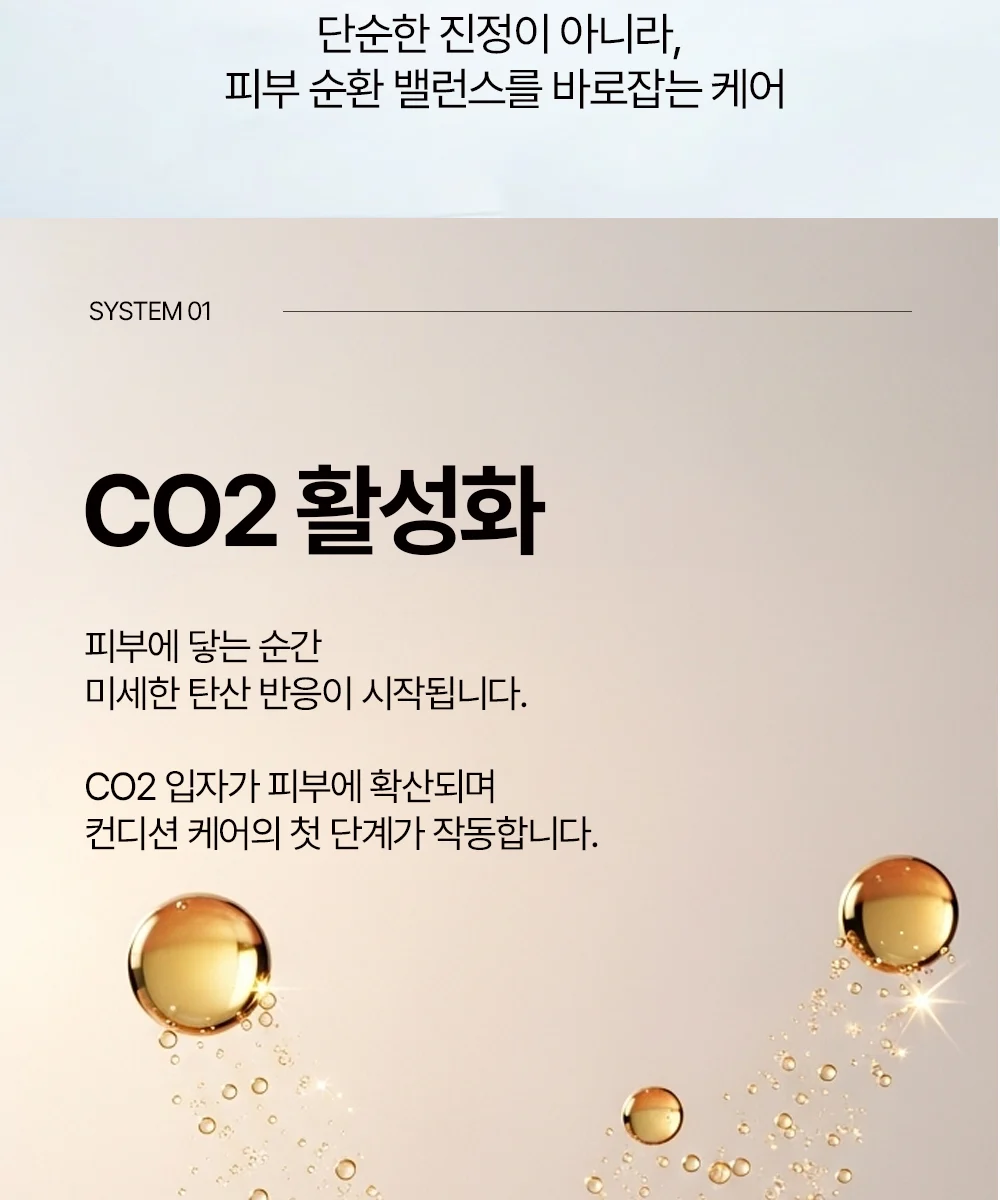 단순한 진정이 아니라,
피부 순환 밸런스를 바로잡는 케어
SYSTEM 01
CO2 활성화
피부에 닿는 순간
미세한 탄산 반응이 시작됩니다.
CO2 입자가 피부에 확산되며
컨디션 케어의 첫 단계가 작동합니다.